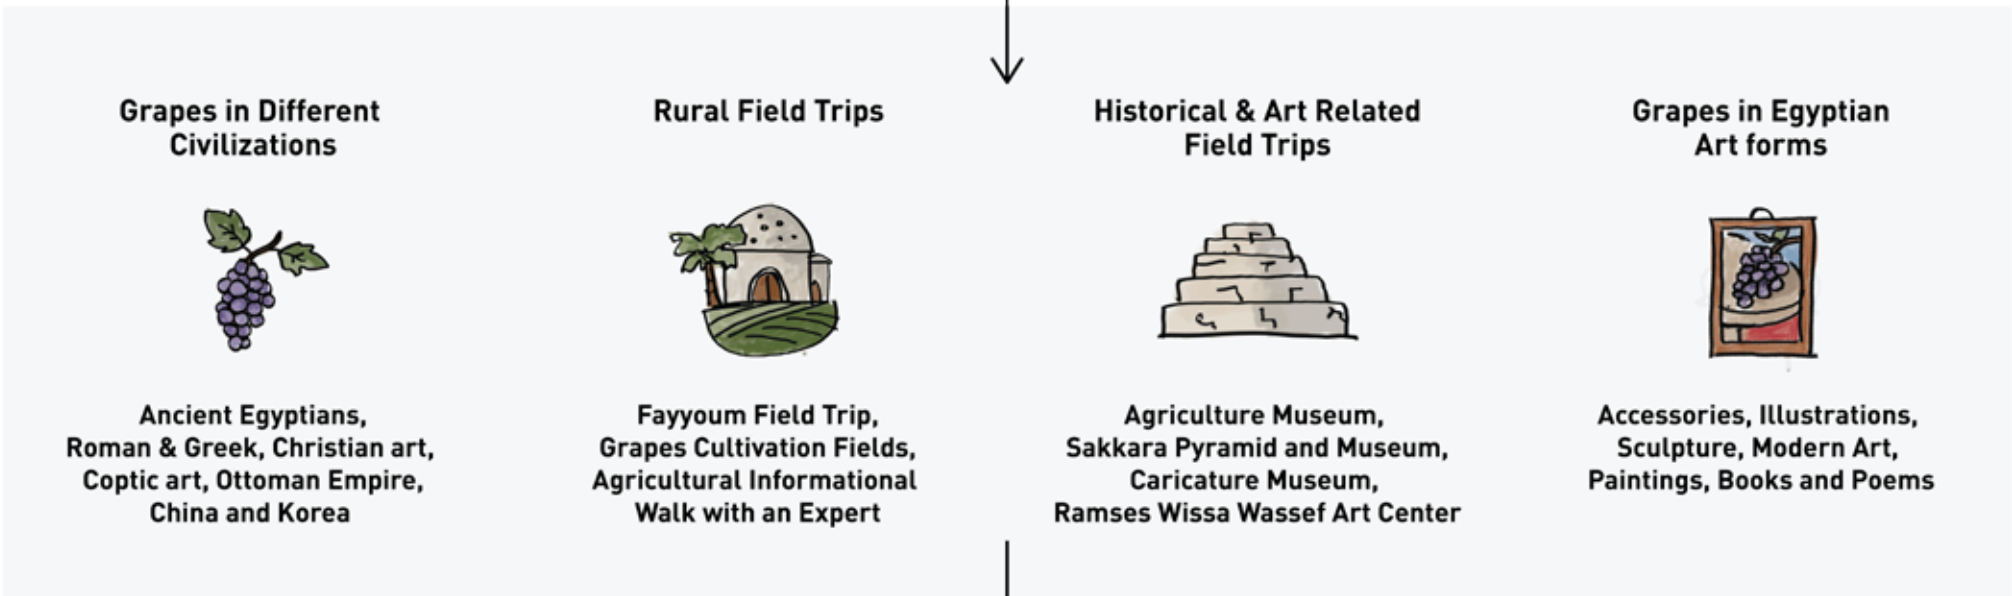 Grapes in Different
Civilizations
Ancient Egyptians,
Roman & Greek, Christian art,
Coptic art, Ottoman Empire,
China and Korea
Rural Field Trips
Fayyoum Field Trip,
Grapes Cultivation Fields,
Agricultural Informational
Walk with an Expert
Historical & Art Related
Field Trips
Agriculture Museum,
Sakkara Pyramid and Museum,
Caricature Museum,
Ramses Wissa Wassef Art Center
Grapes in Egyptian
Art forms
Accessories, Illustrations,
Sculpture, Modern Art,
Paintings, Books and Poems